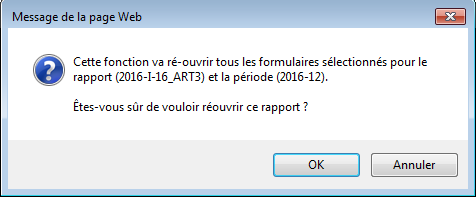 Message de la page Web
Cette fonction va ré-ouvrir tous les formulaires sélectionnés pour le
rapport (2016-I-16_ART3) et la période (2016-12).
Êtes-vous sûr de vouloir réouvrir ce rapport ?
OK
Annuler